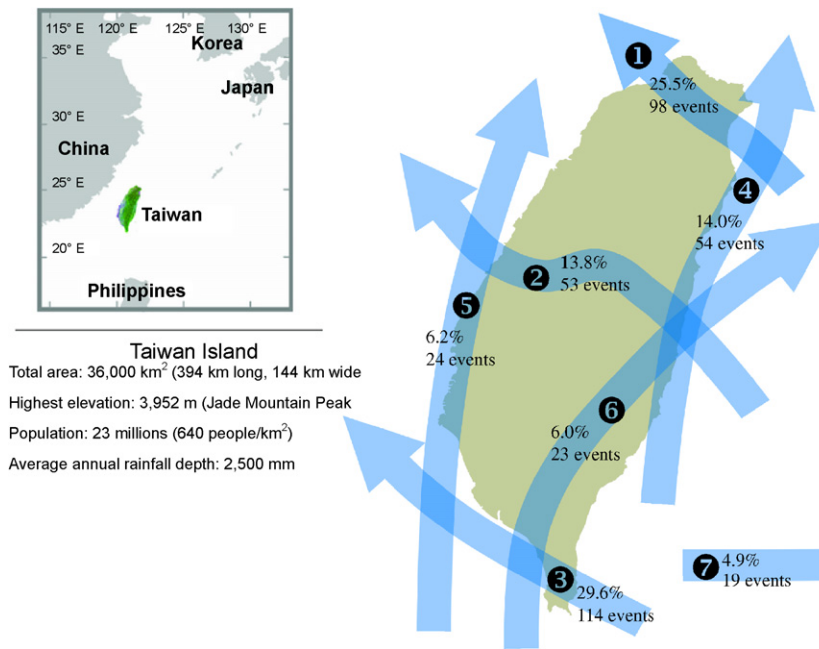 115° E 120° E 125° E 130° E
35° E
Korea
Japan
30° E
China
25° E
Taiwan
20° E
Philippines
Taiwan Island
Total area: 36,000 km² (394 km long, 144 km wide
Highest elevation: 3,952 m (Jade Mountain Peak
Population: 23 millions (640 people/km²)
Average annual rainfall depth: 2,500 mm
1
25.5%
98 events
4
14.0%
54 events
2
13.8%
53 events
5
6.2%
24 events
6
6.0%
23 events
3
29.6%
114 events
7
4.9%
19 events